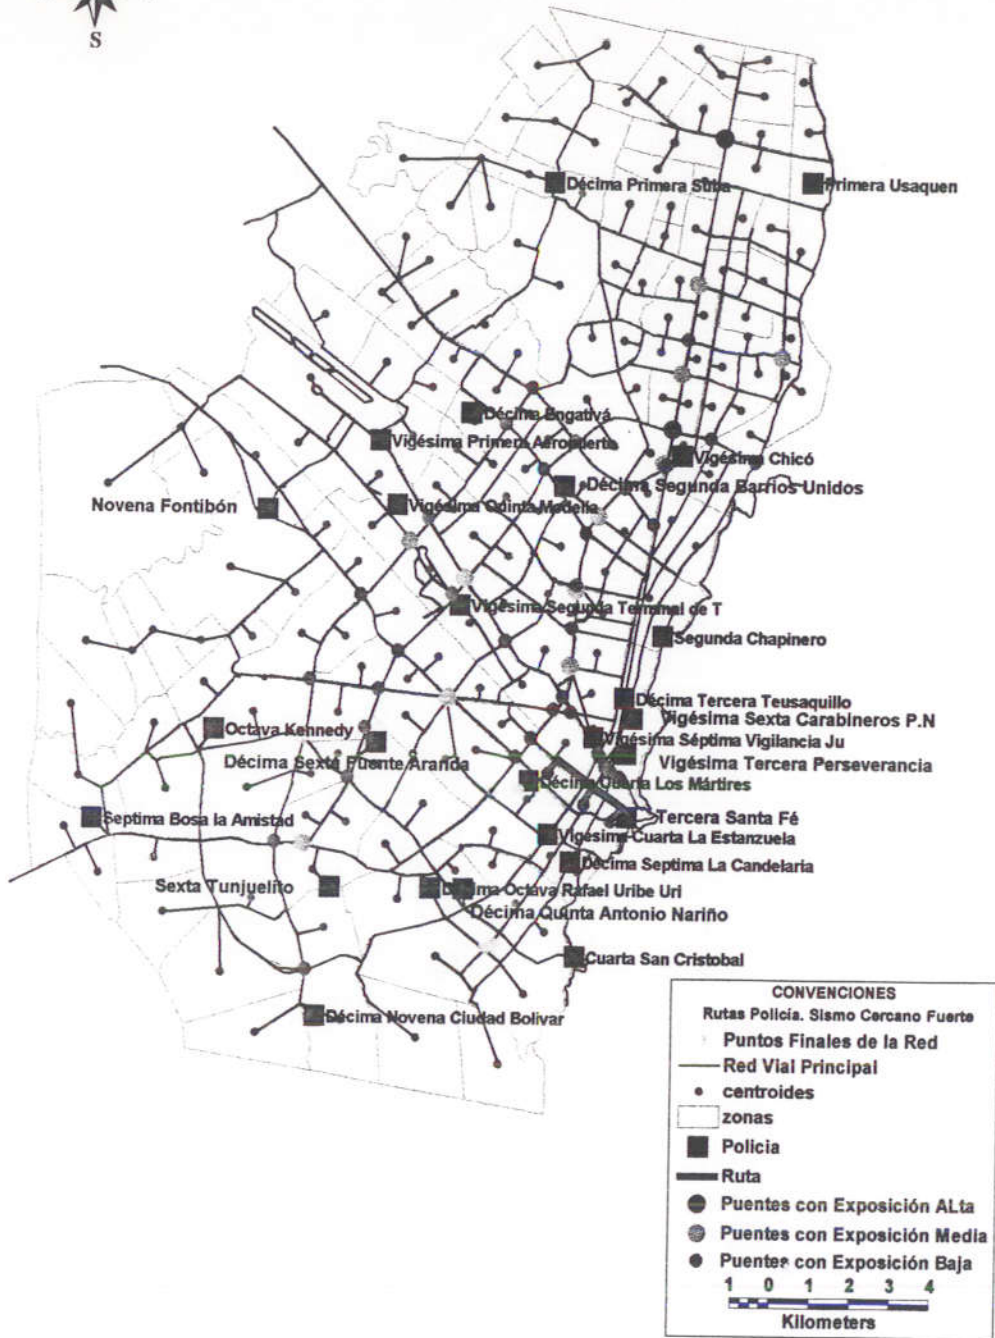 S
Décima Primera Suba
Primera Usaquen
Décima Engativá
Vigésima Primera Aeropuerto
Vigésima Chicó
Décima Segunda Barrios Unidos
Novena Fontibón
Vigésima Quinta Modelia
Vigésima Segunda Terminal de T
Segunda Chapinero
Décima Tercera Teusaquillo
Vigésima Sexta Carabineros P.N
Octava Kennedy
Vigésima Séptima Vigilancia Ju
Décima Sexta Puente Aranda
Vigésima Tercera Perseverancia
Décima Cuarta Los Mártires
Septima Bosa la Amistad
Tercera Santa Fé
Vigésima Cuarta La Estanzuela
Décima Septima La Candelaria
Sexta Tunjuelito
Décima Octava Rafael Uribe Uri
Décima Quinta Antonio Nariño
Cuarta San Cristobal
Décima Novena Ciudad Bolivar
CONVENCIONES
Rutas Policía. Sismo Cercano Fuerte
Puntos Finales de la Red
Red Vial Principal
centroides
zonas
Policia
Ruta
Puentes con Exposición ALta
Puentes con Exposición Media
Puentes con Exposición Baja
1 0 1 2 3 4
Kilometers